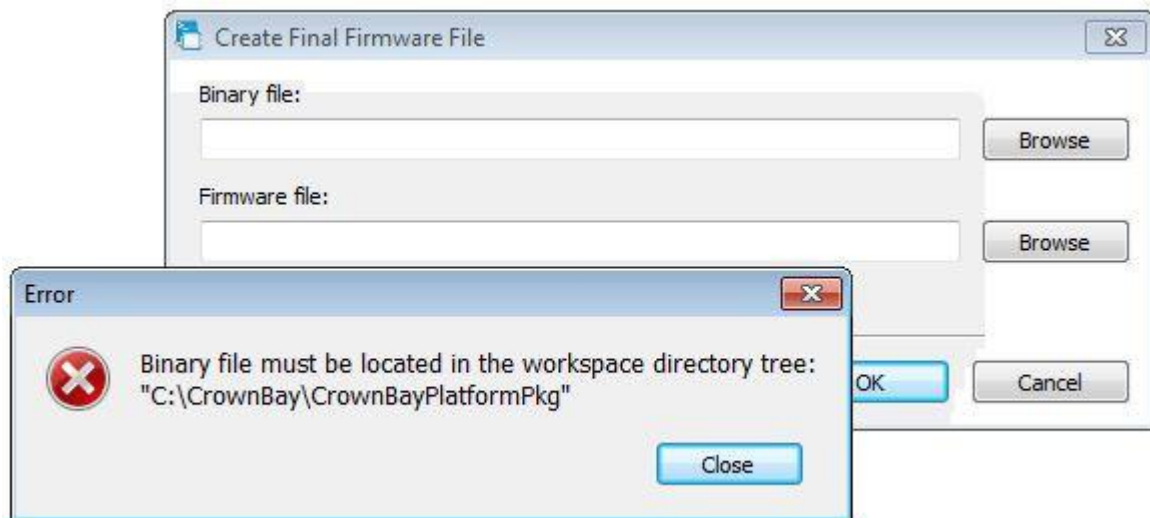 Create Final Firmware File
Binary file:
Browse
Firmware file:
Browse
Error
Binary file must be located in the workspace directory tree:
"C:\CrownBay\CrownBayPlatformPkg"
OK
Cancel
Close